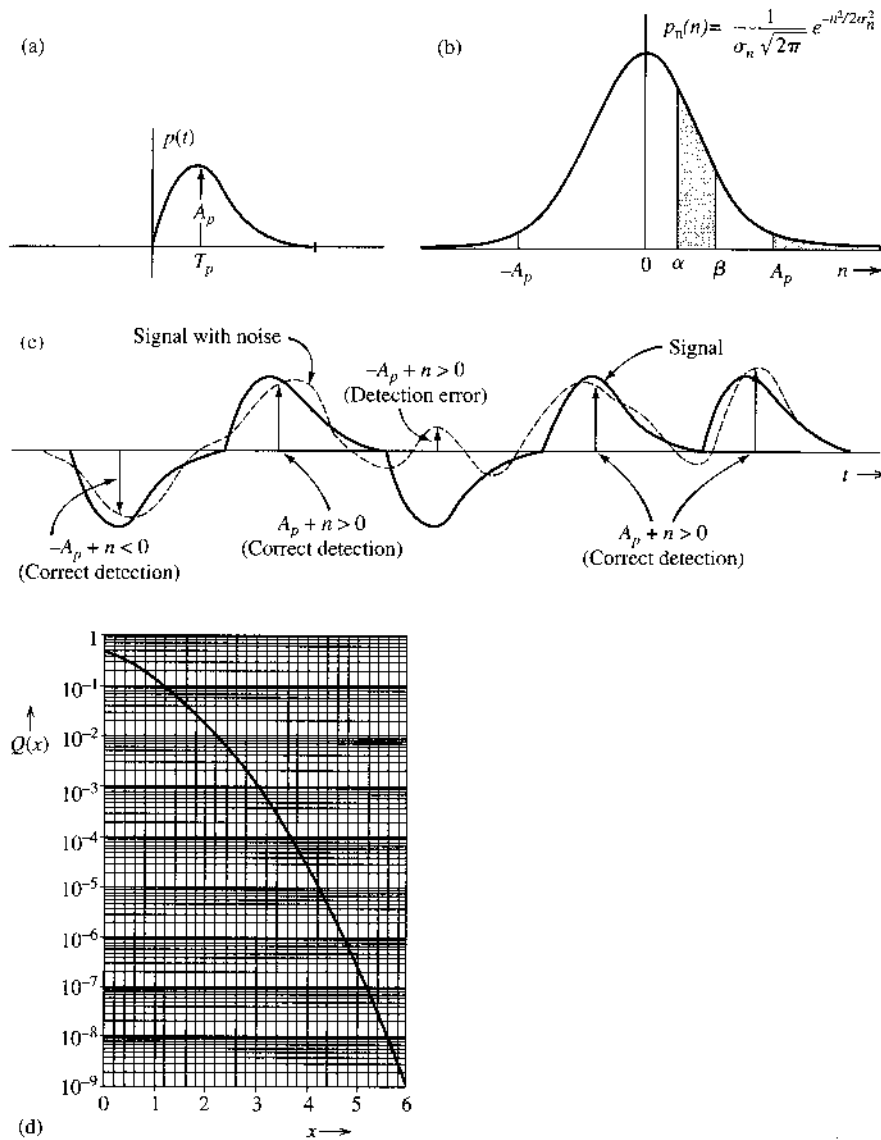 (a)
p(t)
A_p
T_p
(b)
p_n(n) = 1/(σ_n √2π) e^{-n²/2σ_n²}
-A_p
0
α
β
A_p
n →
(c)
Signal with noise
-A_p + n > 0
(Detection error)
Signal
t →
-A_p + n < 0
(Correct detection)
A_p + n > 0
(Correct detection)
A_p + n > 0
(Correct detection)
1
10⁻¹
10⁻²
10⁻³
10⁻⁴
10⁻⁵
10⁻⁶
10⁻⁷
10⁻⁸
10⁻⁹
↑
Q(x)
0 1 2 3 4 5 6
x →
(d)